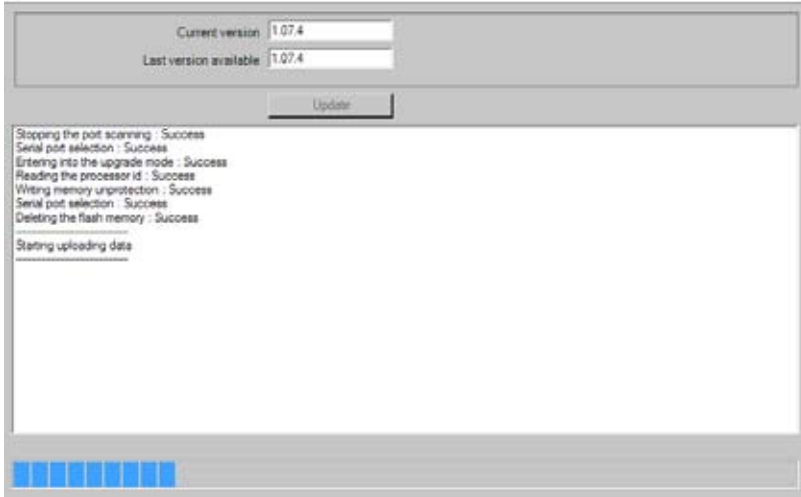 Current version 1.07.4
Last version available 1.07.4
Update
Stopping the port scanning : Success
Serial port selection : Success
Entering into the upgrade mode : Success
Reading the processor id : Success
Writing memory unprotection : Success
Serial port selection : Success
Deleting the flash memory : Success
------------------------------
Starting uploading data
------------------------------